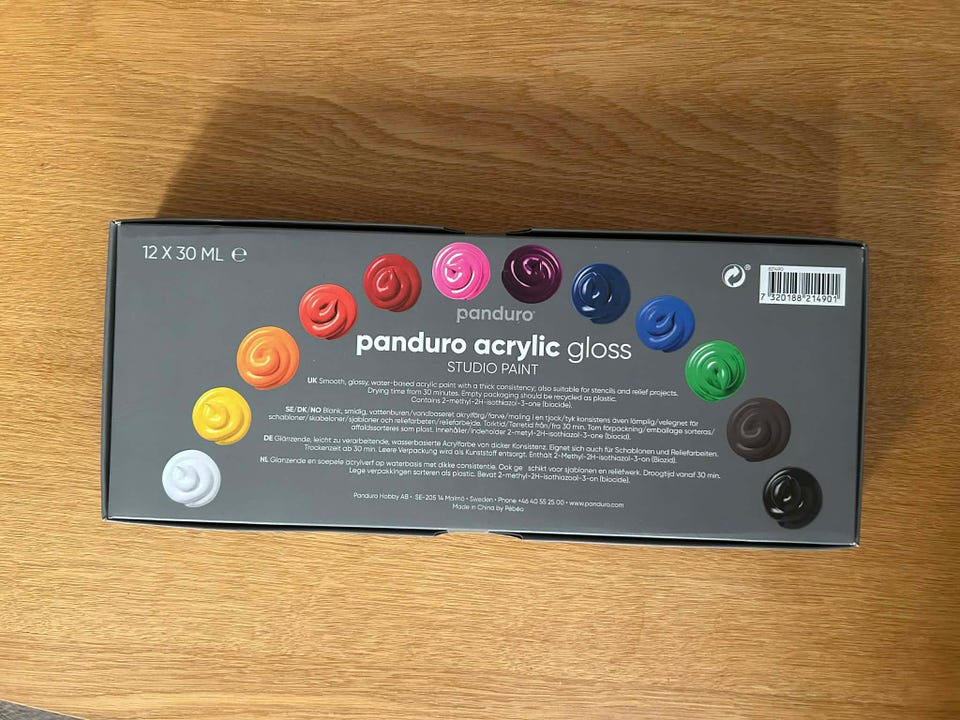 12 X 30 ML ℮
®
821490
7 320188 214901
panduro®
panduro acrylic gloss
STUDIO PAINT
UK Smooth, glossy, water-based acrylic paint with a thick consistency; also suitable for stencils and relief projects.
Drying time from 30 minutes. Empty packaging should be recycled as plastic.
Contains 2-methyl-2H-isothiazol-3-one (biocide).
SE/DK/NO Blank, smidig, vattenburen/vandbaseret akrylfärg/farve/maling i en tjock/tyk konsistens även lämplig/velegnet för
schabloner/skabeloner/sjabloner och reliefarbeten/reliefarbejde. Torktid/Tørretid från/fra 30 min. Tom förpackning/emballage sorteras/
affaldssorteres som plast. Innehåller/indeholder 2-metyl-2H-isothiazol-3-one (biocid).
DE Glänzende, leicht zu verarbeitende, wasserbasierte Acrylfarbe von dicker Konsistenz. Eignet sich auch für Schablonen und Reliefarbeiten.
Trockenzeit ab 30 min. Leere Verpackung wird als Kunststoff entsorgt. Enthält 2-Methyl-2H-isothiazol-3-on (Biozid).
NL Glanzende en soepele acrylverf op waterbasis met dikke consistentie. Ook ge schikt voor sjablonen en reliëfwerk. Droogtijd vanaf 30 min.
Lege verpakkingen sorteren als plastic. Bevat 2-methyl-2H-isothiazool-3-on (biocide).
Panduro Hobby AB • SE-205 14 Malmö • Sweden • Phone +46 40 55 25 00 • www.panduro.com
Made in China by Pébéo